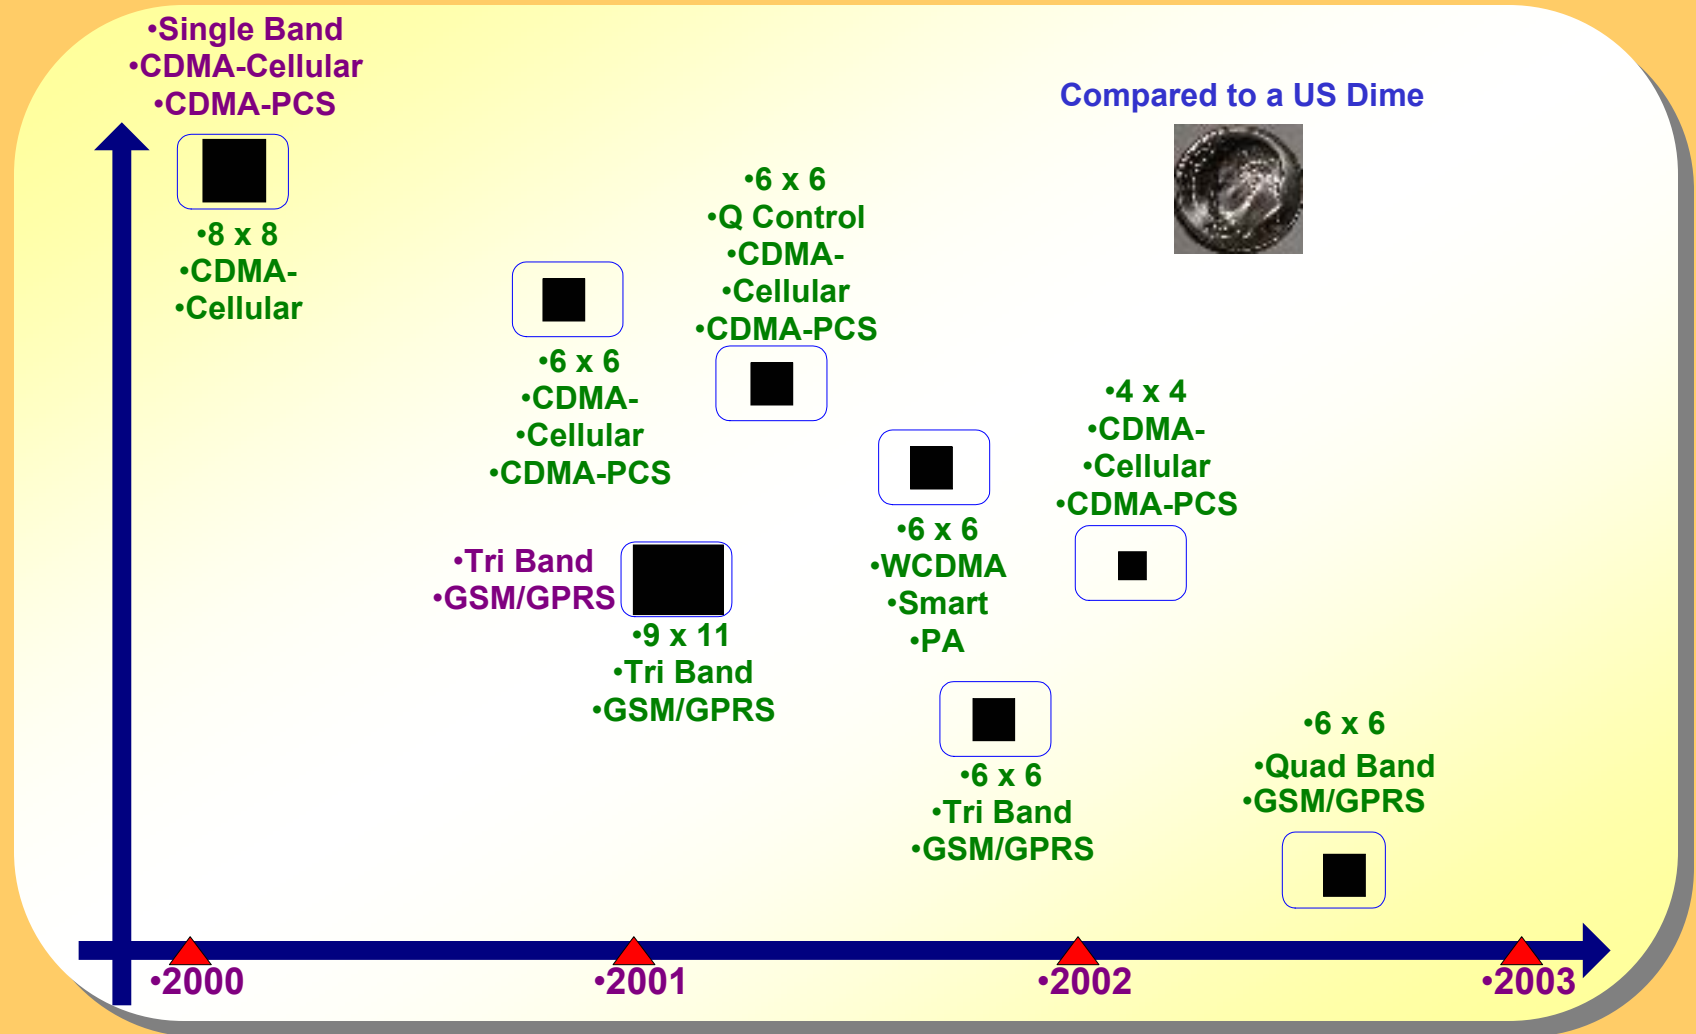 •Single Band
•CDMA-Cellular
•CDMA-PCS
Compared to a US Dime
•8 x 8
•CDMA-
•Cellular
•6 x 6
•Q Control
•CDMA-
•Cellular
•CDMA-PCS
•6 x 6
•CDMA-
•Cellular
•CDMA-PCS
•4 x 4
•CDMA-
•Cellular
•CDMA-PCS
•Tri Band
•GSM/GPRS
•9 x 11
•Tri Band
•GSM/GPRS
•6 x 6
•WCDMA
•Smart
•PA
•6 x 6
•Tri Band
•GSM/GPRS
•6 x 6
•Quad Band
•GSM/GPRS
•2000
•2001
•2002
•2003